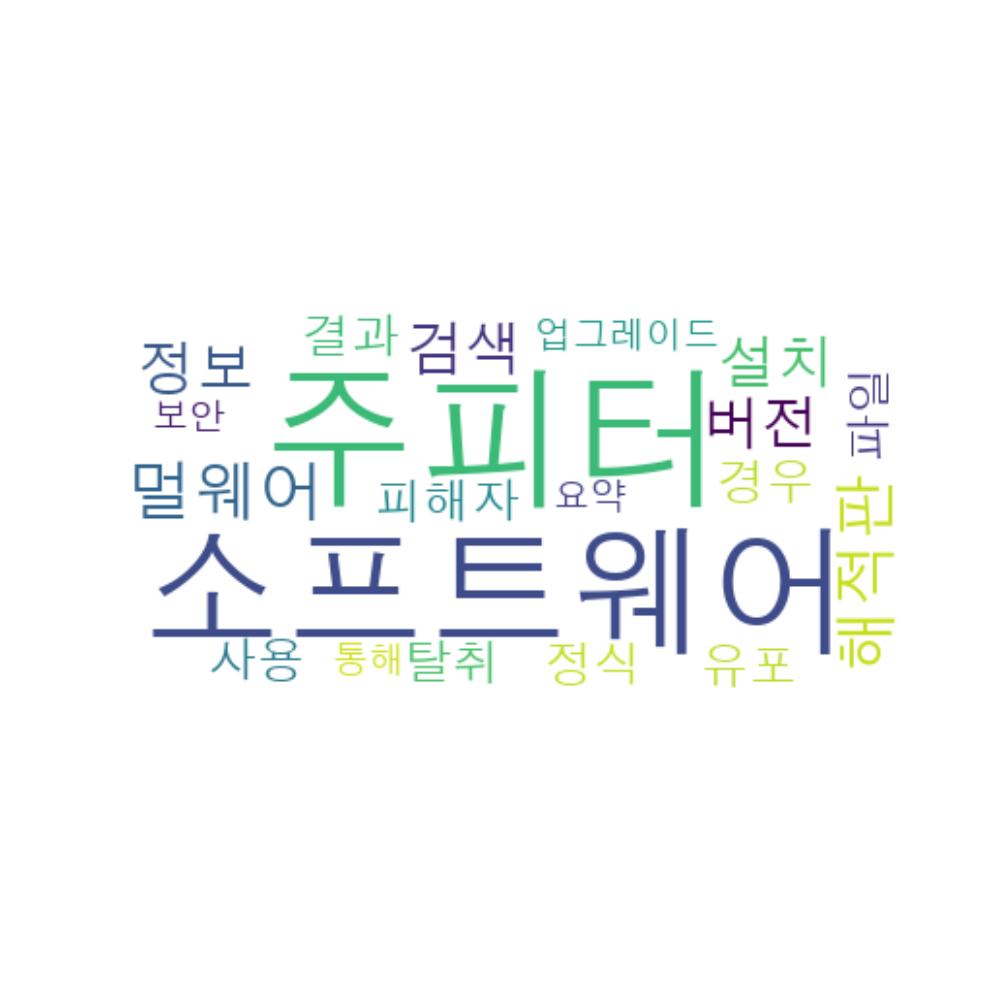 결과
검색
업그레이드
정보
설치
주피터
보안
버전
파일
멀웨어
피해자
요약
경우
해적판
소프트웨어
사용
통해
탈취
정식
유포